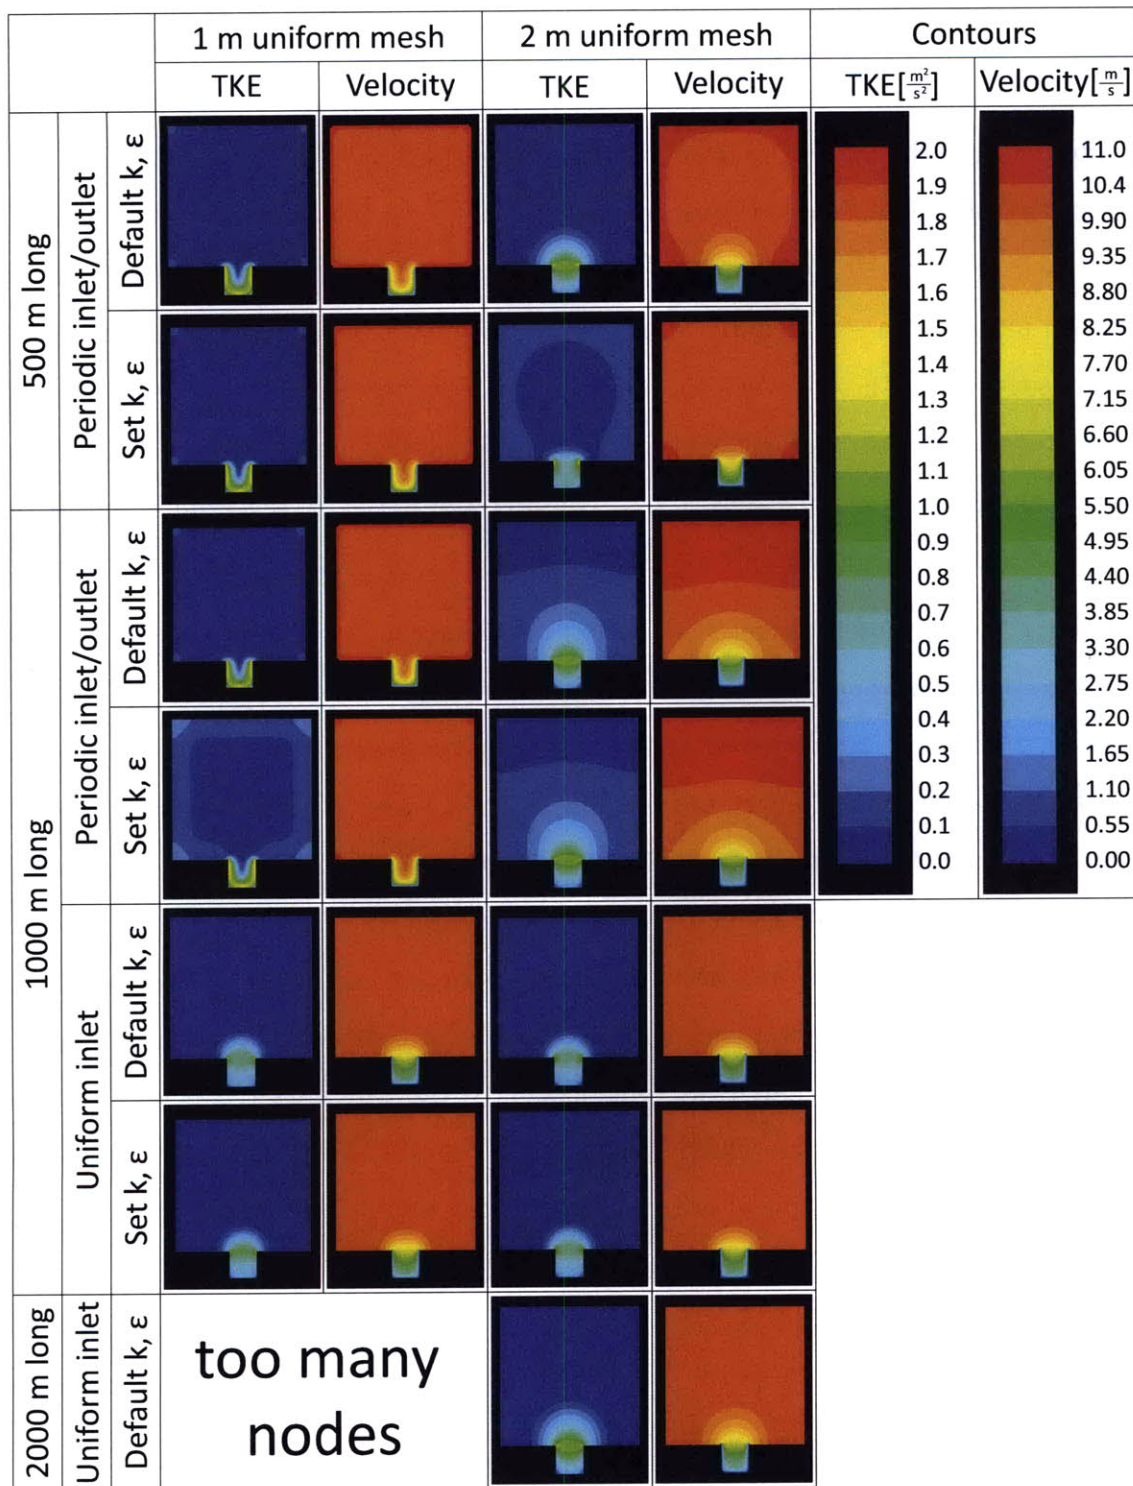 1 m uniform mesh 2 m uniform mesh Contours
TKE Velocity TKE Velocity TKE[m²/s²] Velocity[m/s]
500 m long
Periodic inlet/outlet
Default k, ε
Set k, ε
1000 m long
Periodic inlet/outlet
Default k, ε
Set k, ε
Uniform inlet
Default k, ε
Set k, ε
2000 m long
Uniform inlet
Default k, ε
too many
nodes
2.0 11.0
1.9 10.4
1.8 9.90
1.7 9.35
1.6 8.80
1.5 8.25
1.4 7.70
1.3 7.15
1.2 6.60
1.1 6.05
1.0 5.50
0.9 4.95
0.8 4.40
0.7 3.85
0.6 3.30
0.5 2.75
0.4 2.20
0.3 1.65
0.2 1.10
0.1 0.55
0.0 0.00